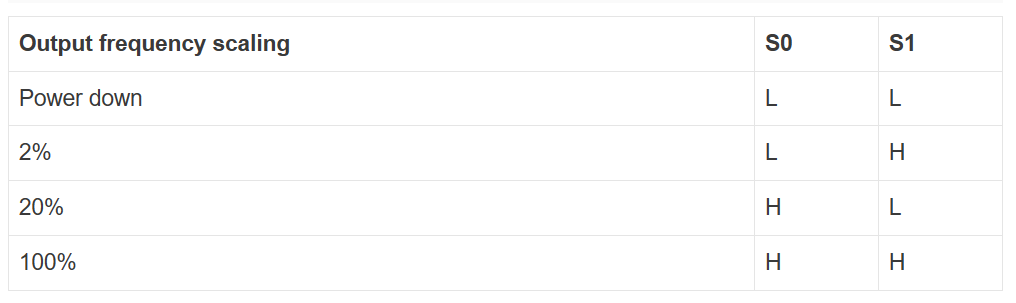 Output frequency scaling S0 S1
Power down L L
2% L H
20% H L
100% H H